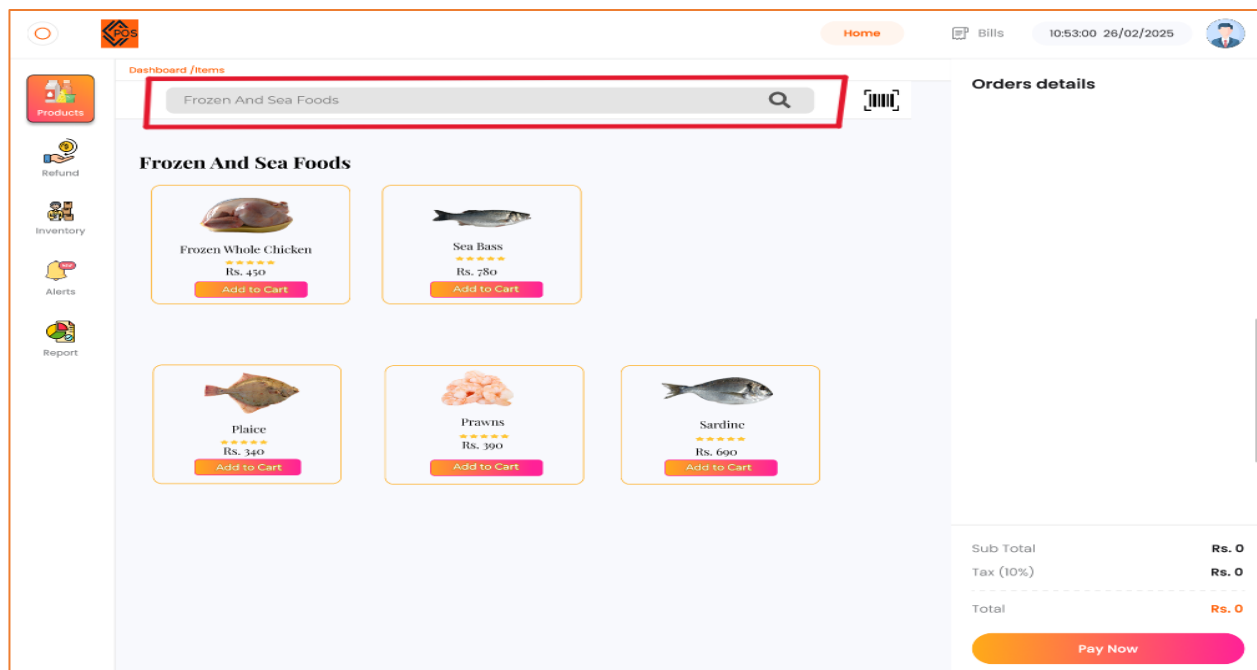 POS
Home
Bills
10:53:00 26/02/2025
Dashboard /Items
Frozen And Sea Foods
Orders details
Products
Refund
Inventory
Alerts
Report
Frozen And Sea Foods
Frozen Whole Chicken
Rs. 450
Add to Cart
Sea Bass
Rs. 780
Add to Cart
Plaice
Rs. 340
Add to Cart
Prawns
Rs. 390
Add to Cart
Sardine
Rs. 690
Add to Cart
Sub Total Rs. 0
Tax (10%) Rs. 0
Total Rs. 0
Pay Now